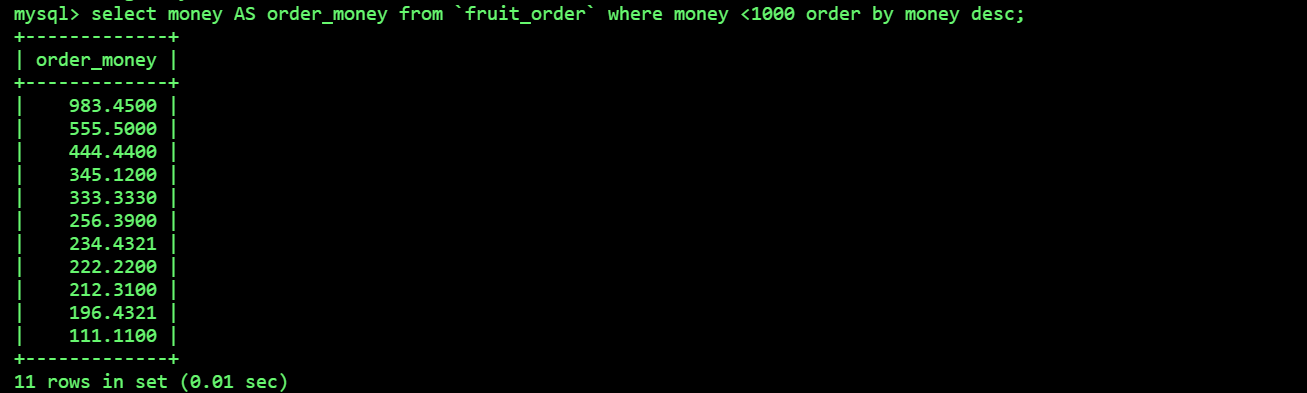 mysql> select money AS order_money from `fruit_order` where money <1000 order by money desc;
+-------------+
| order_money |
+-------------+
|    983.4500 |
|    555.5000 |
|    444.4400 |
|    345.1200 |
|    333.3330 |
|    256.3900 |
|    234.4321 |
|    222.2200 |
|    212.3100 |
|    196.4321 |
|    111.1100 |
+-------------+
11 rows in set (0.01 sec)